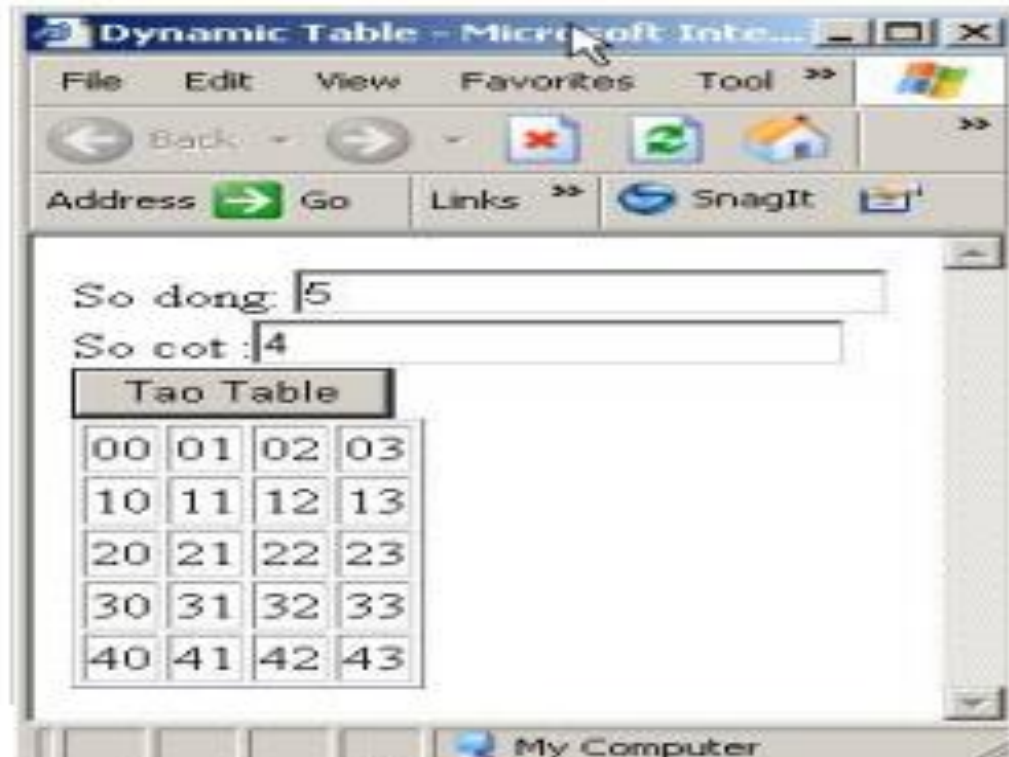 Dynamic Table - Microsoft Inte...
File Edit View Favorites Tool »
Back
Address Go Links » SnagIt
So dong: 5
So cot :4
Tao Table
00 01 02 03
10 11 12 13
20 21 22 23
30 31 32 33
40 41 42 43
My Computer